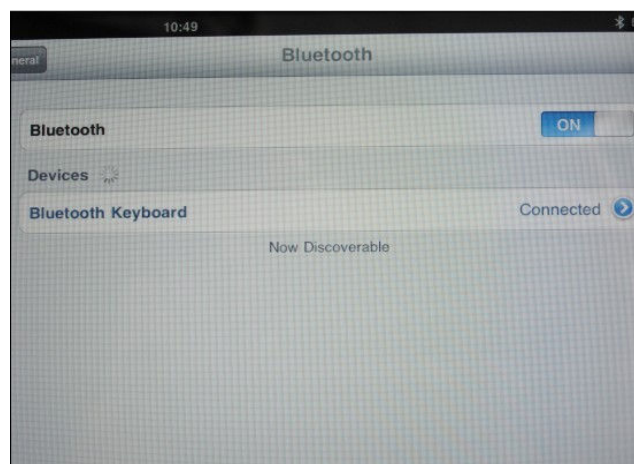 10:49
neral
Bluetooth
Bluetooth
ON
Devices
Bluetooth Keyboard
Connected
Now Discoverable